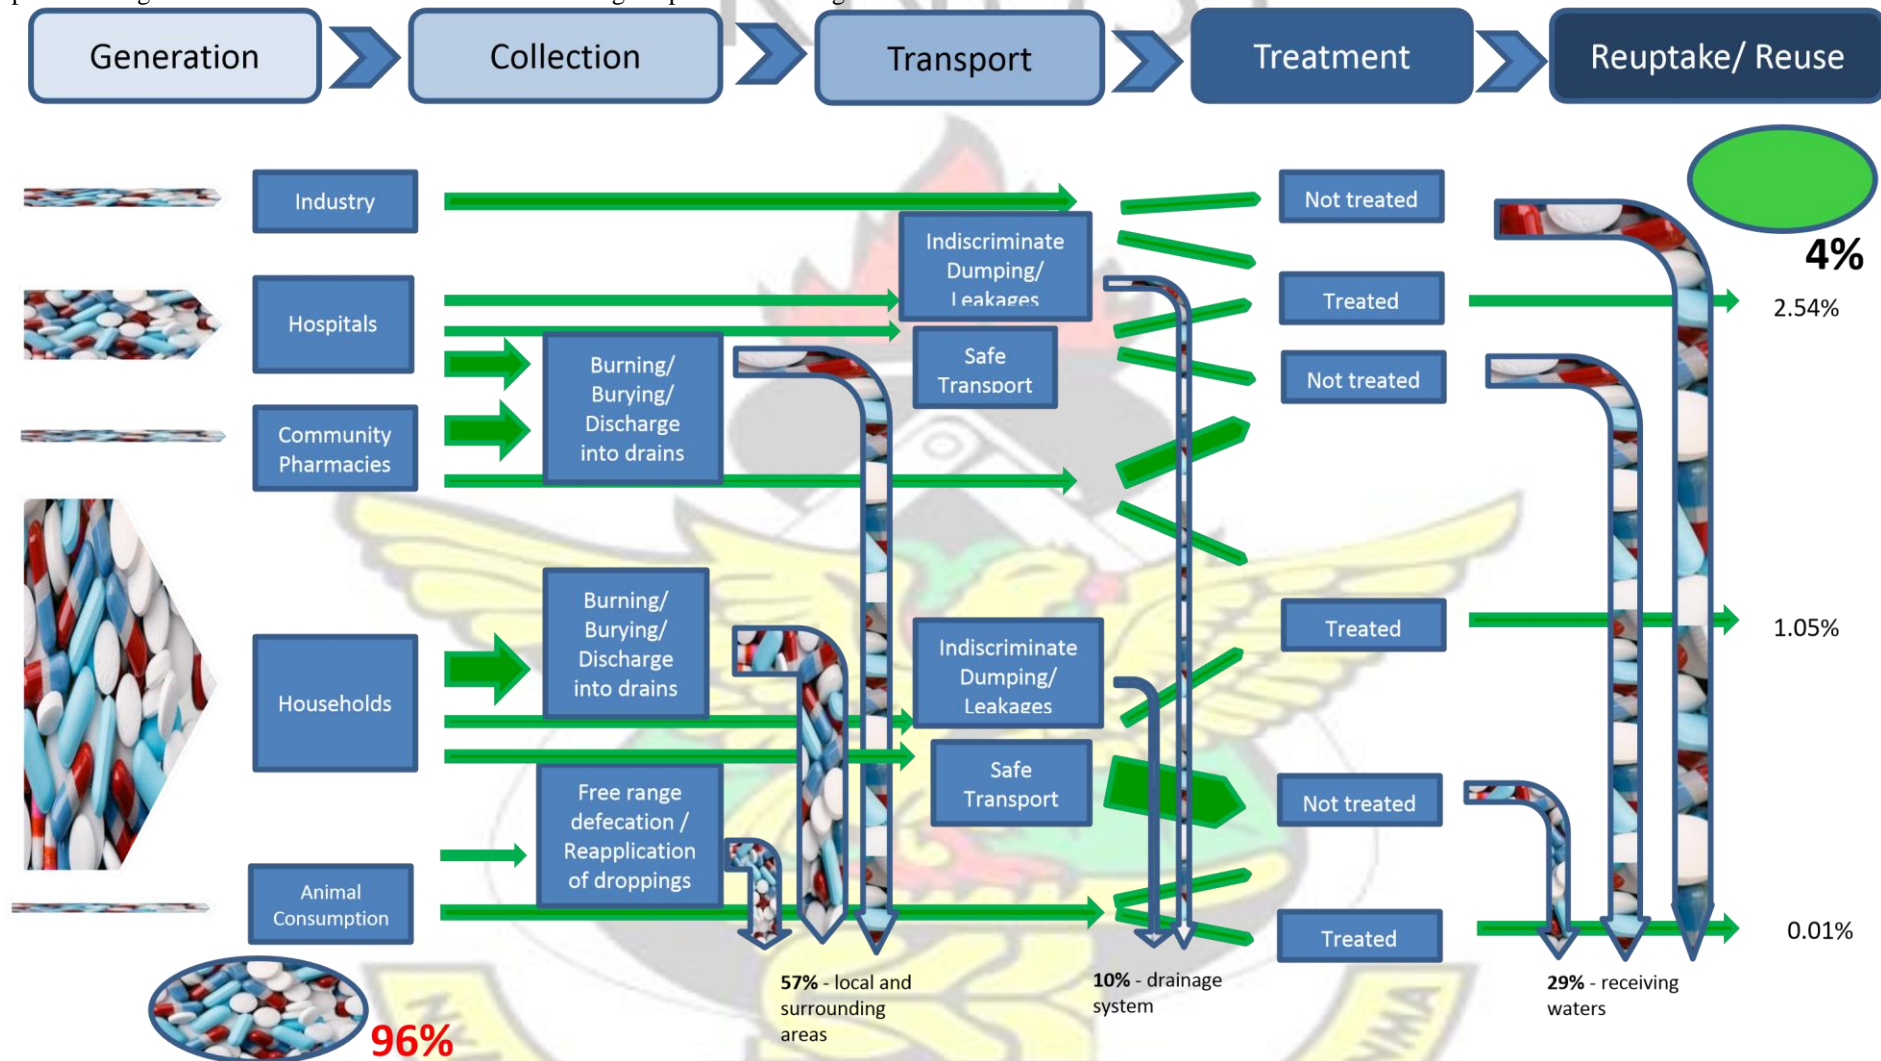 Generation
Collection
Transport
Treatment
Reuptake/ Reuse
Industry
Hospitals
Community
Pharmacies
Households
Animal
Consumption
96%
Burning/
Burying/
Discharge
into drains
Burning/
Burying/
Discharge
into drains
Free range
defecation /
Reapplication
of droppings
57% - local and
surrounding
areas
Indiscriminate
Dumping/
Leakages
Safe
Transport
Indiscriminate
Dumping/
Leakages
Safe
Transport
10% - drainage
system
Not treated
Treated
Not treated
Treated
Not treated
Treated
29% - receiving
waters
4%
2.54%
1.05%
0.01%